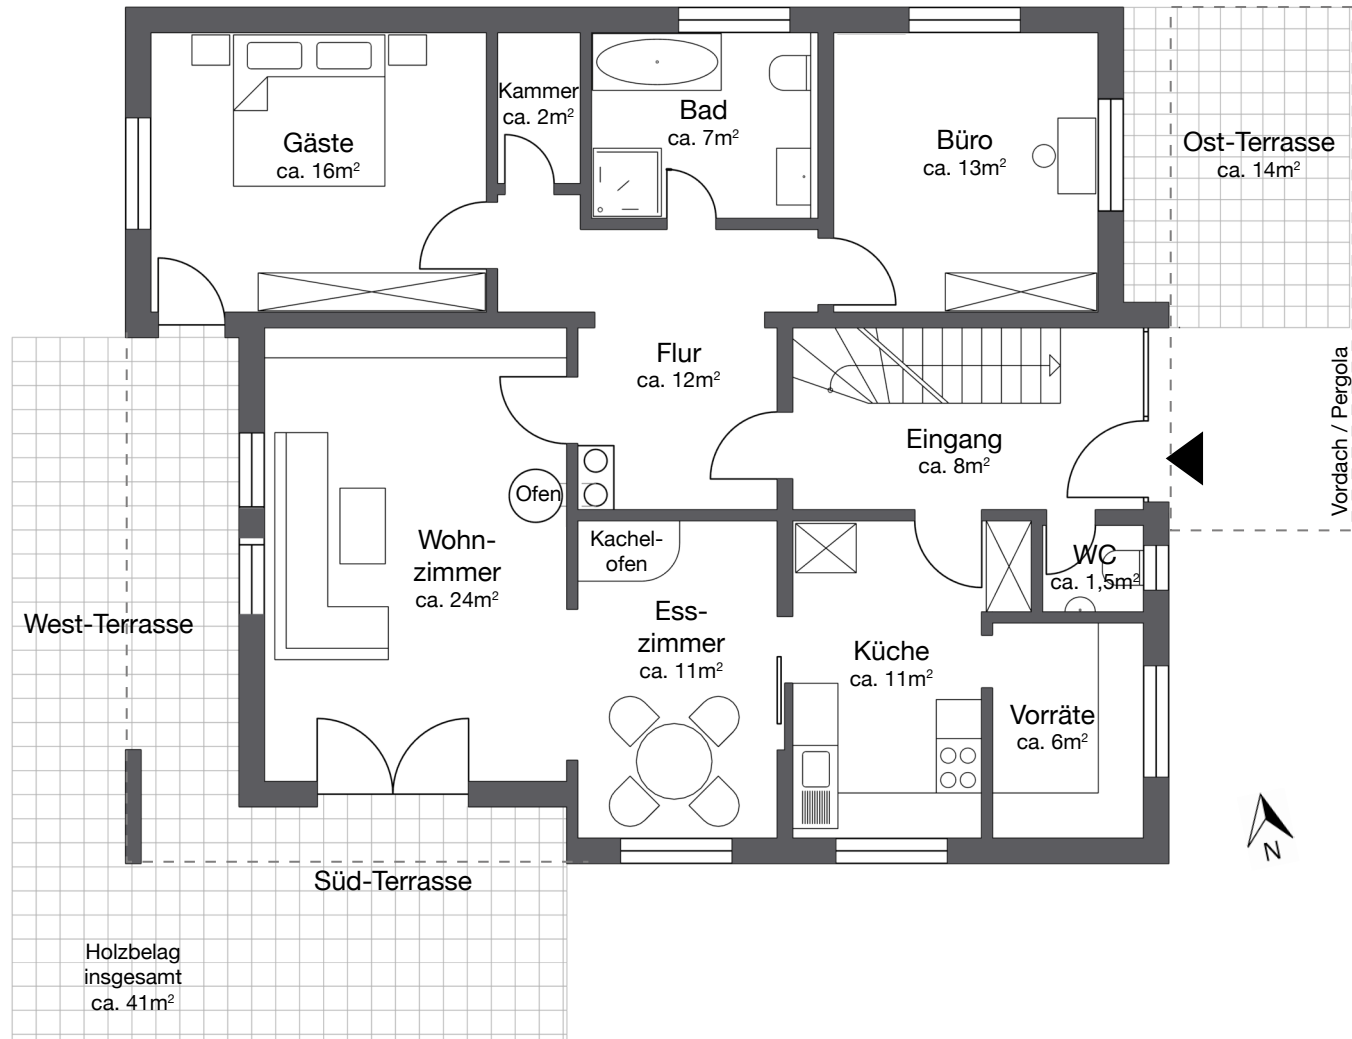 Gäste
ca. 16m²
Kammer
ca. 2m²
Bad
ca. 7m²
Büro
ca. 13m²
Ost-Terrasse
ca. 14m²
Flur
ca. 12m²
Eingang
ca. 8m²
Vordach / Pergola
Ofen
Wohn-
zimmer
ca. 24m²
Kachel-
ofen
WC
ca. 1,5m²
West-Terrasse
Ess-
zimmer
ca. 11m²
Küche
ca. 11m²
Vorräte
ca. 6m²
N
Süd-Terrasse
Holzbelag
insgesamt
ca. 41m²